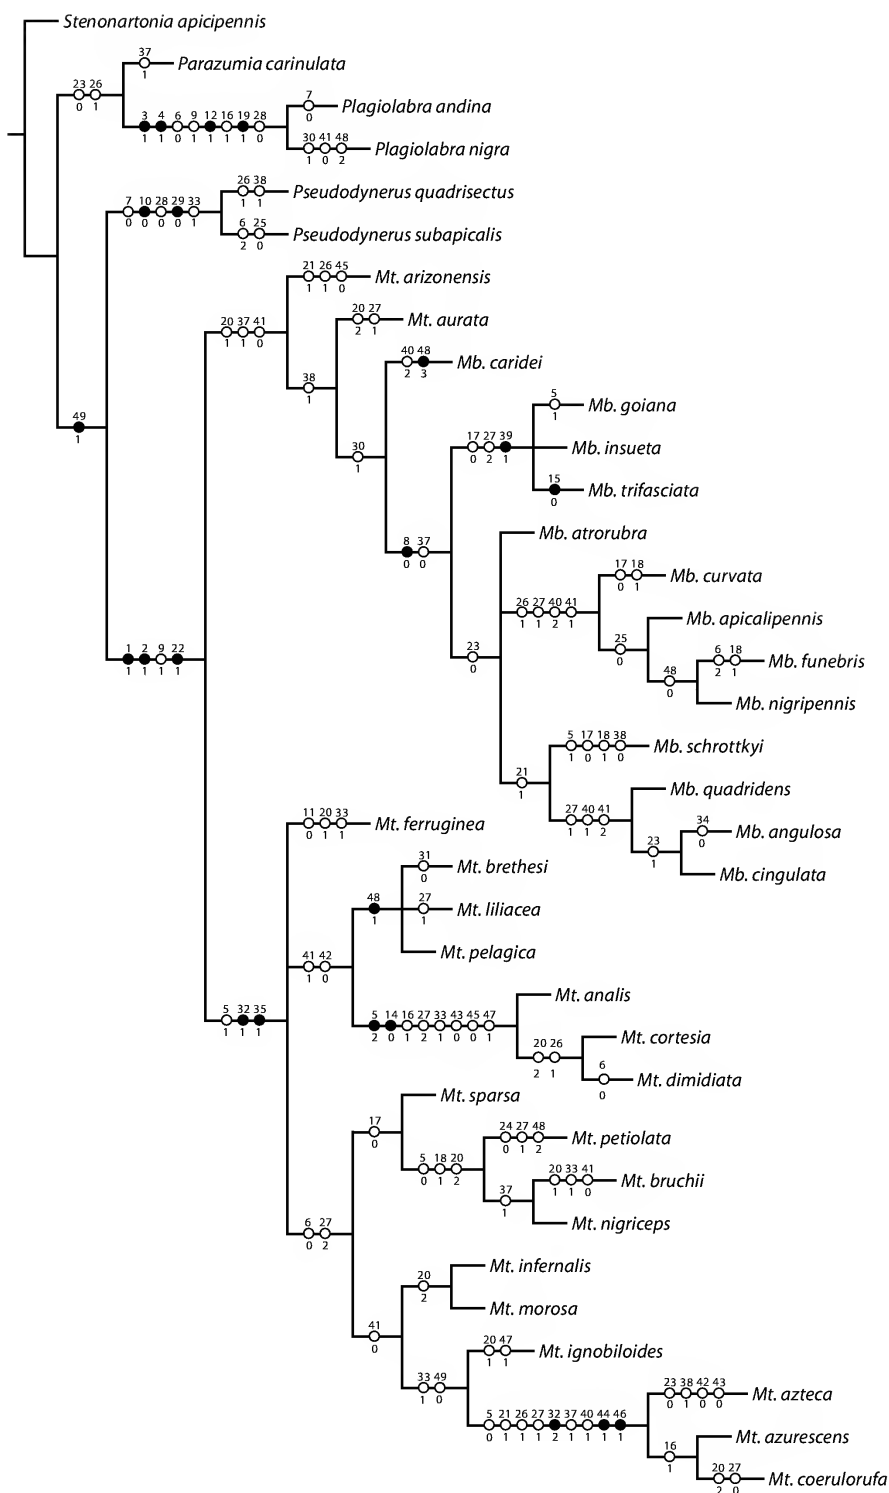 Stenonartonia apicipennis
37
Parazumia carinulata
1
23 26
0 1
7
Plagiolabra andina
0
3 4 6 9 12 16 19 28
1 1 0 1 1 1 1 0
30 41 48
Plagiolabra nigra
1 0 2
26 38
Pseudodynerus quadrisectus
1 1
7 10 28 29 33
0 0 0 0 1
6 25
Pseudodynerus subapicalis
2 0
21 26 45
Mt. arizonensis
1 1 0
20 37 41
1 1 0
20 27
Mt. aurata
2 1
40 48
Mb. caridei
2 3
38
1
5
Mb. goiana
1
49
1
17 27 39
Mb. insueta
0 2 1
30
1
15
Mb. trifasciata
0
Mb. atrorubra
8 37
0 0
17 18
Mb. curvata
0 1
26 27 40 41
1 1 2 1
Mb. apicalipennis
25
0
23
0
6 18
Mb. funebris
2 1
1 2 9 22
1 1 1 1
48
0
Mb. nigripennis
5 17 18 38
Mb. schrottkyi
1 0 1 0
21
1
Mb. quadridens
27 40 41
1 1 2
11 20 33
Mt. ferruginea
0 1 1
34
Mb. angulosa
0
23
1
31
Mt. brethesi
0
Mb. cingulata
48
1
27
Mt. liliacea
1
Mt. pelagica
41 42
1 0
Mt. analis
5 32 35
1 1 1
5 14 16 27 33 43 45 47
2 0 1 2 1 0 0 1
Mt. cortesia
20 26
2 1
6
Mt. dimidiata
0
Mt. sparsa
17
0
24 27 48
Mt. petiolata
0 1 2
5 18 20
0 1 2
20 33 41
Mt. bruchii
1 1 0
37
1
Mt. nigriceps
6 27
0 2
Mt. infernalis
20
2
Mt. morosa
41
0
20 47
Mt. ignobiloides
1 1
33 49
1 0
23 38 42 43
Mt. azteca
0 1 0 0
5 21 26 27 32 37 40 44 46
0 1 1 1 2 1 1 1 1
Mt. azurescens
16
1
20 27
Mt. coerulorufa
2 0